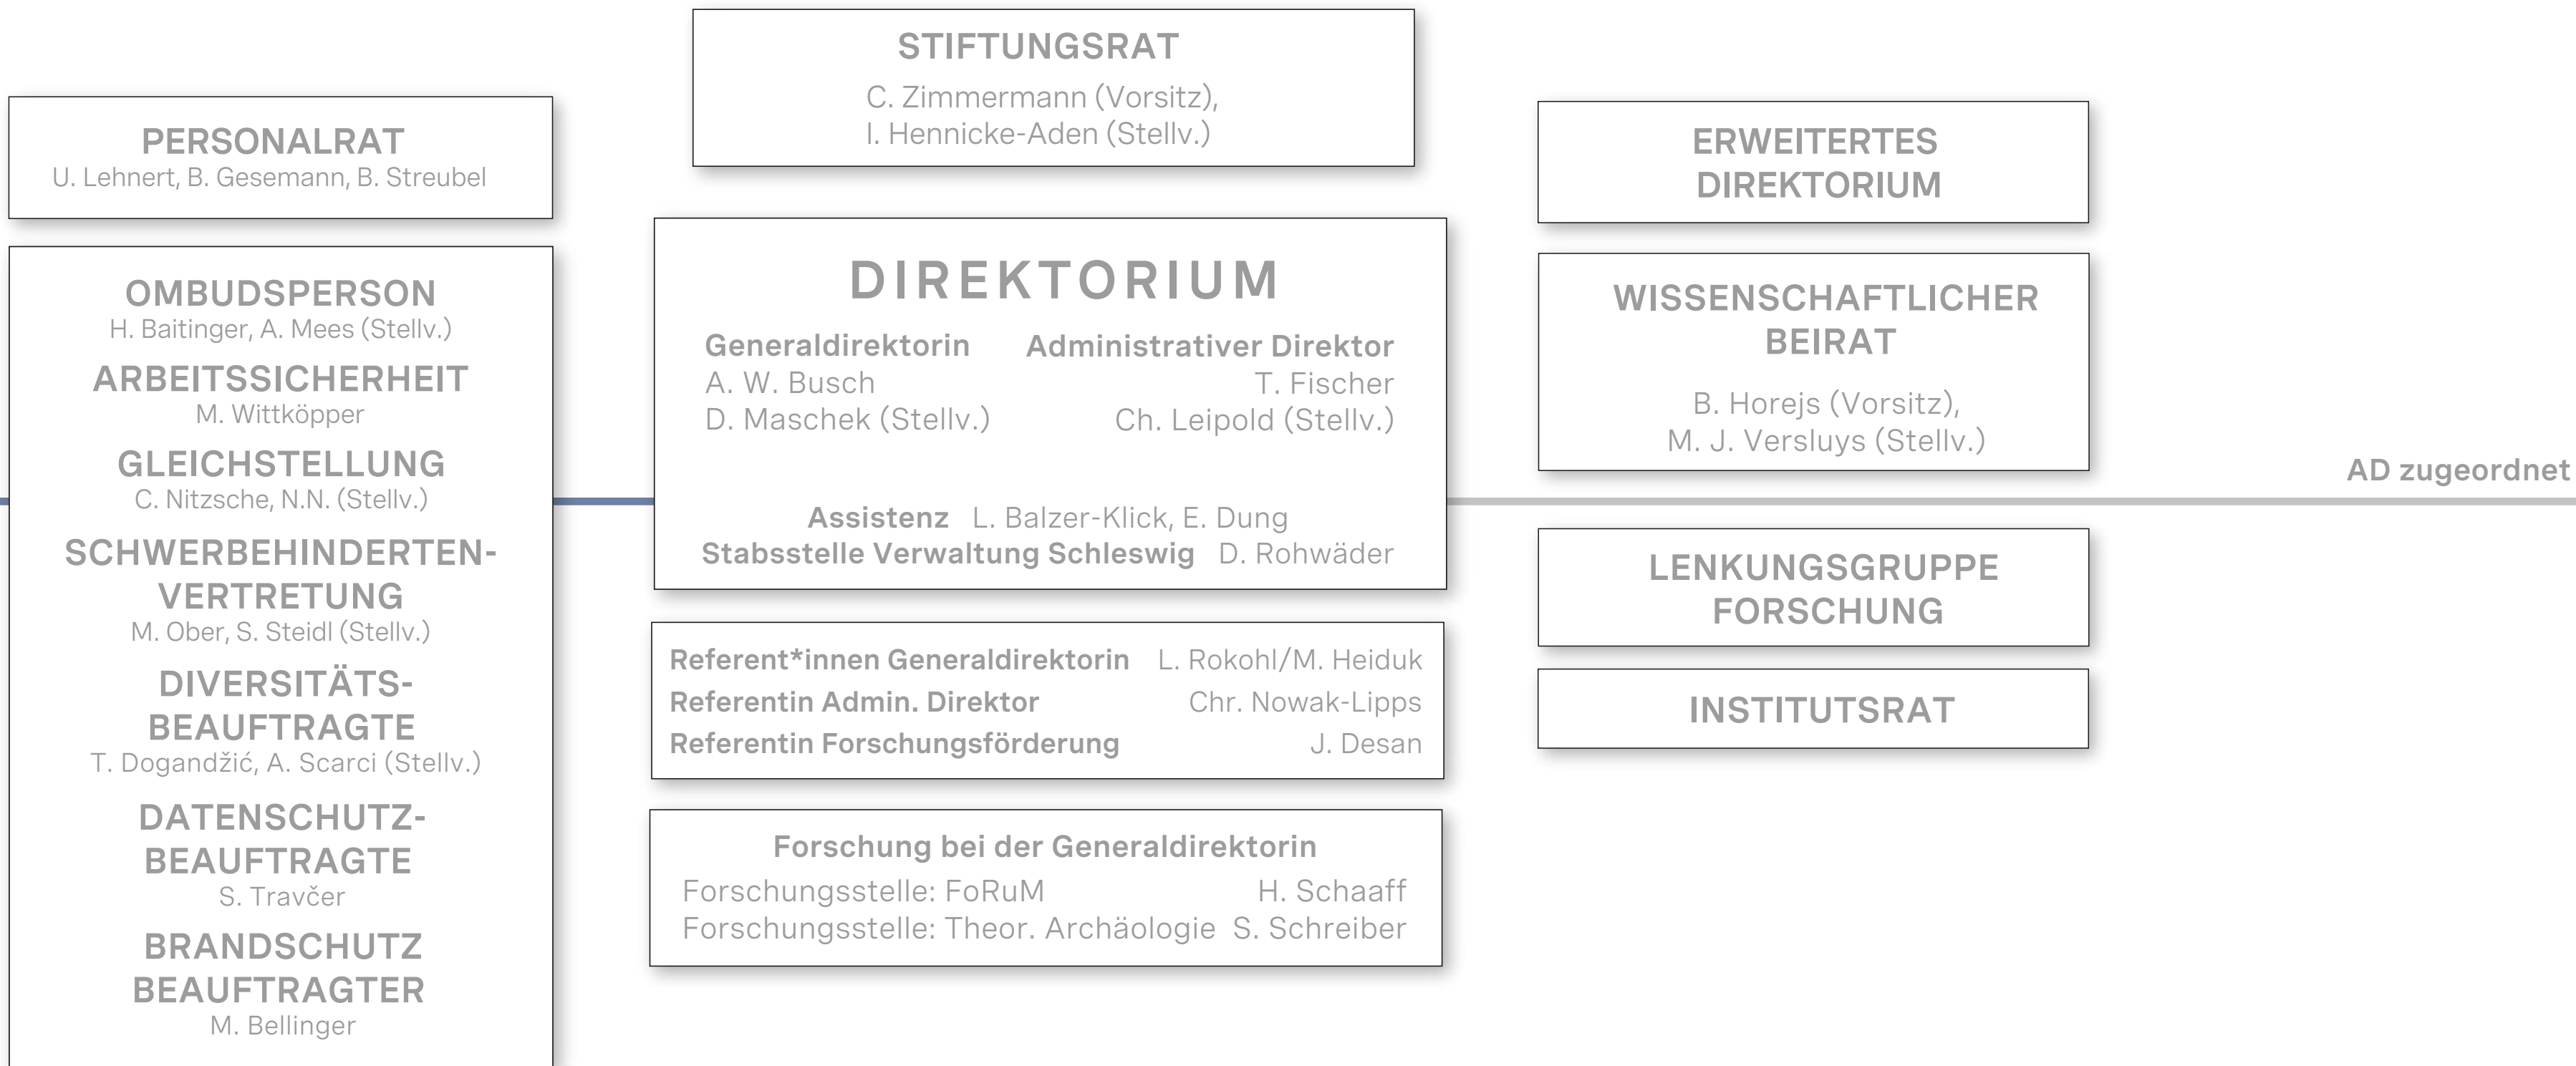 STIFTUNGSRAT
C. Zimmermann (Vorsitz),
I. Hennicke-Aden (Stellv.)
PERSONALRAT
U. Lehnert, B. Gesemann, B. Streubel
OMBUDSPERSON
H. Baitinger, A. Mees (Stellv.)
ARBEITSSICHERHEIT
M. Wittköpper
GLEICHSTELLUNG
C. Nitzsche, N.N. (Stellv.)
SCHWERBEHINDERTEN-
VERTRETUNG
M. Ober, S. Steidl (Stellv.)
DIVERSITÄTS-
BEAUFTRAGTE
T. Dogandžić, A. Scarci (Stellv.)
DATENSCHUTZ-
BEAUFTRAGTE
S. Travčer
BRANDSCHUTZ
BEAUFTRAGTER
M. Bellinger
DIREKTORIUM
Generaldirektorin Administrativer Direktor
A. W. Busch T. Fischer
D. Maschek (Stellv.) Ch. Leipold (Stellv.)
Assistenz L. Balzer-Klick, E. Dung
Stabsstelle Verwaltung Schleswig D. Rohwäder
Referent*innen Generaldirektorin L. Rokohl/M. Heiduk
Referentin Admin. Direktor Chr. Nowak-Lipps
Referentin Forschungsförderung J. Desan
Forschung bei der Generaldirektorin
Forschungsstelle: FoRuM H. Schaaff
Forschungsstelle: Theor. Archäologie S. Schreiber
ERWEITERTES
DIREKTORIUM
WISSENSCHAFTLICHER
BEIRAT
B. Horejs (Vorsitz),
M. J. Versluys (Stellv.)
AD zugeordnet
LENKUNGSGRUPPE
FORSCHUNG
INSTITUTSRAT